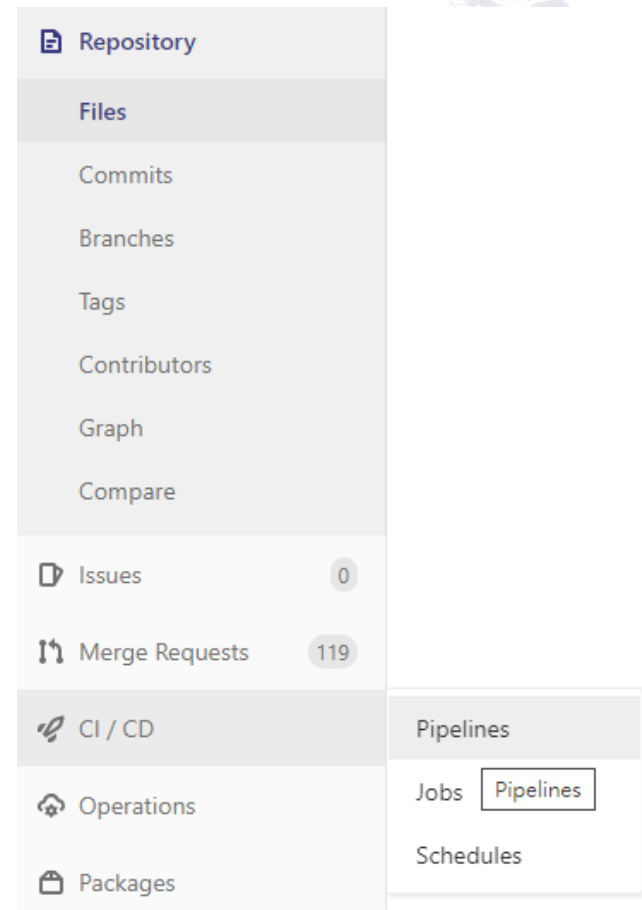 Repository
Files
Commits
Branches
Tags
Contributors
Graph
Compare
Issues 0
Merge Requests 119
CI / CD
Pipelines
Jobs
Pipelines
Operations
Schedules
Packages